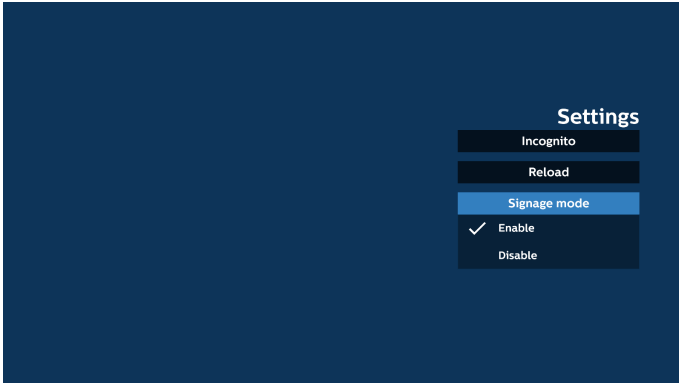 Settings
Incognito
Reload
Signage mode
Enable
Disable